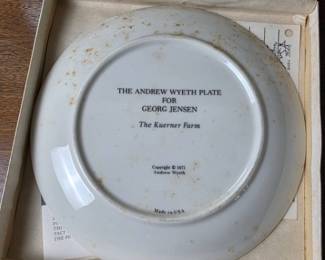 THE ANDREW WYETH PLATE
FOR
GEORG JENSEN
The Kuerner Farm
Copyright © 1971
Andrew Wyeth
Made in U.S.A.